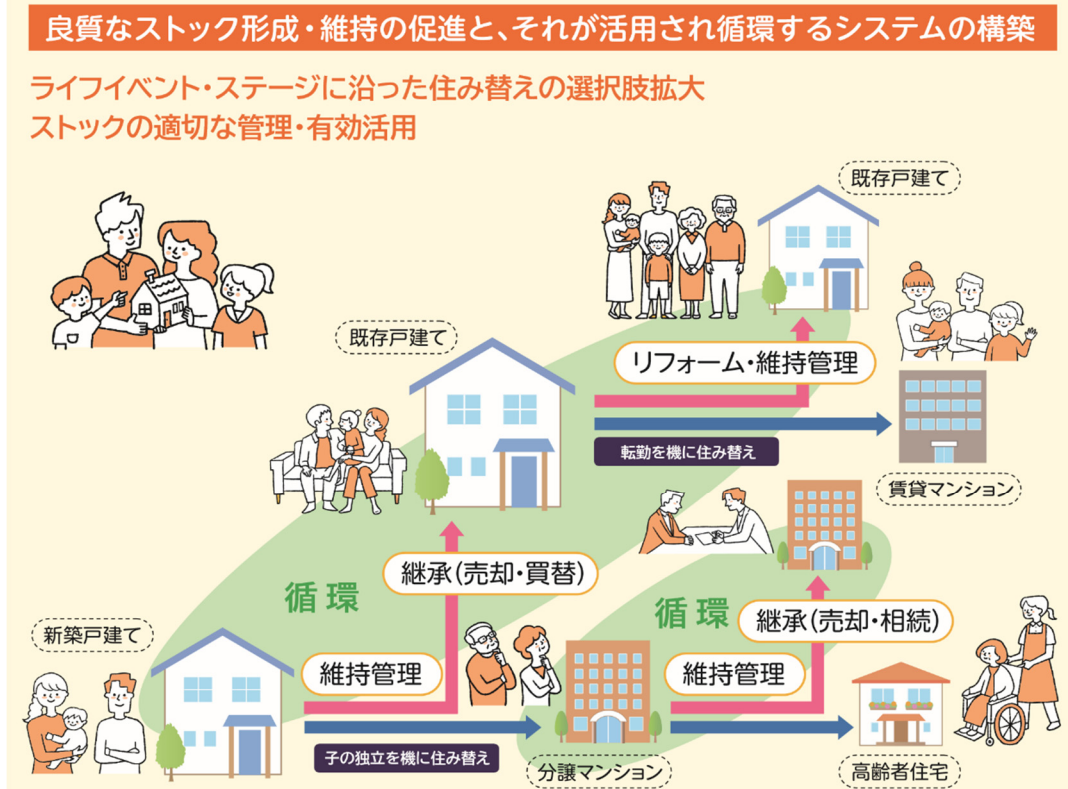 良質なストック形成・維持の促進と、それが活用され循環するシステムの構築
ライフイベント・ステージに沿った住み替えの選択肢拡大
ストックの適切な管理・有効活用
既存戸建て
既存戸建て
リフォーム・維持管理
転勤を機に住み替え
賃貸マンション
継承(売却・買替)
循環
循環
継承(売却・相続)
新築戸建て
維持管理
維持管理
子の独立を機に住み替え
分譲マンション
高齢者住宅